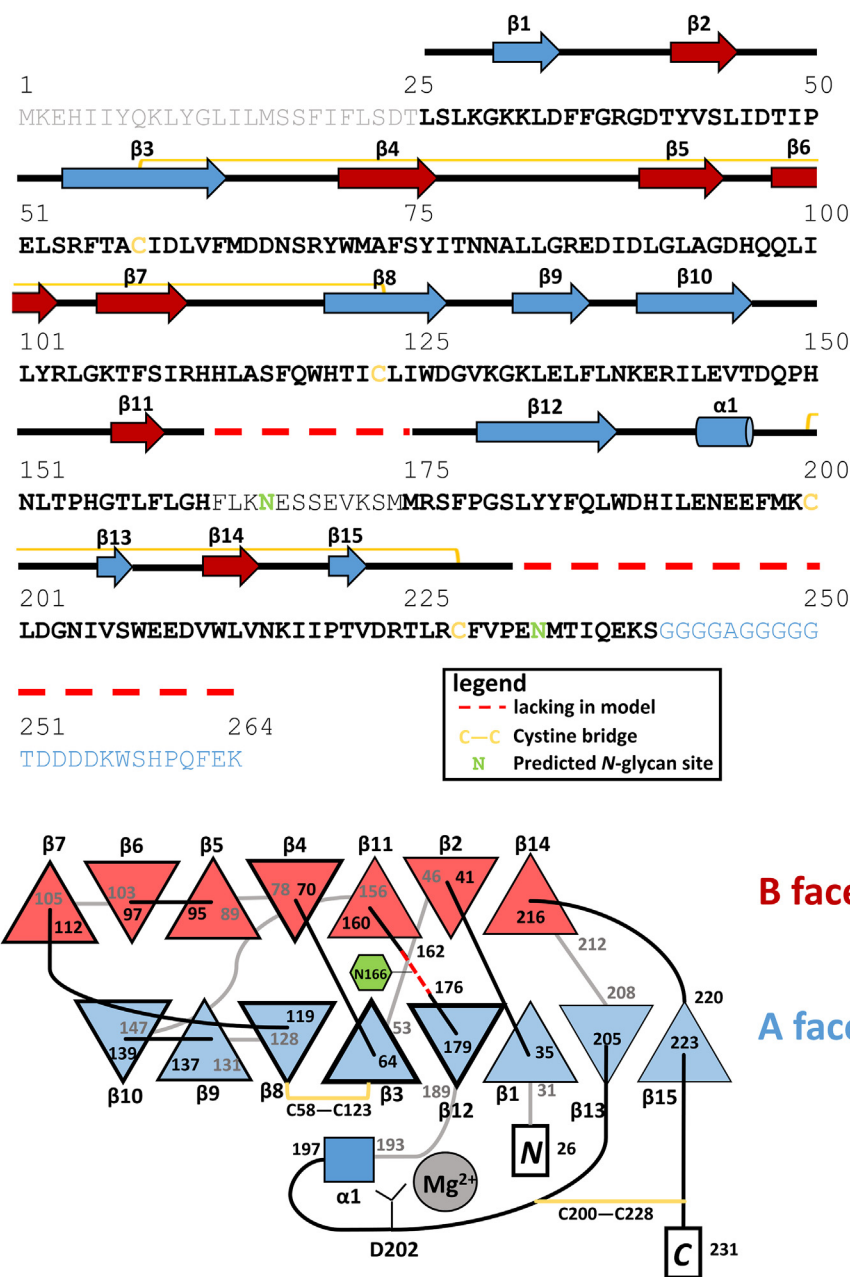 β1 β2
1 25 50
MKEHIIYQKLYGLILMSSFIFLSDTLSLKGKKLDFFGRGDTYVSLIDTIP
β3 β4 β5 β6
51 75 100
ELSRFTACIDLVFMDDNSRYWMAFSYITNNALLGREDIDLGLAGDHQQLI
β7 β8 β9 β10
101 125 150
LYRLGKTFSIRHHLASFQWHTICLIWDGVKGKLELFLNKERILEVTDQPH
β11 β12 α1
151 175 200
NLTPHGTLFLGHFLKNESSEVKSMMRSFPGSLYYFQLWDHILENEEFMKC
β13 β14 β15
201 225 250
LDGNIVSWEEDVWLVNKIIPTVDRTLRCFVPENMTIQEKSGGGGAGGGGG
251 264
TDDDDKWSHPQFEK
legend
lacking in model
C—C Cystine bridge
N Predicted N-glycan site
β7 β6 β5 β4 β11 β2 β14
105 112 103 97 95 89 78 70 156 160 46 41 216
B face
162 212
N166 176 208 220
147 139 137 131 119 128 53 64 179 35 205 223
A face
β10 β9 β8 C58—C123 β3 189 β12 β1 31 β13 β15
197 193 N 26
α1 Mg2+
D202 C200—C228
C 231